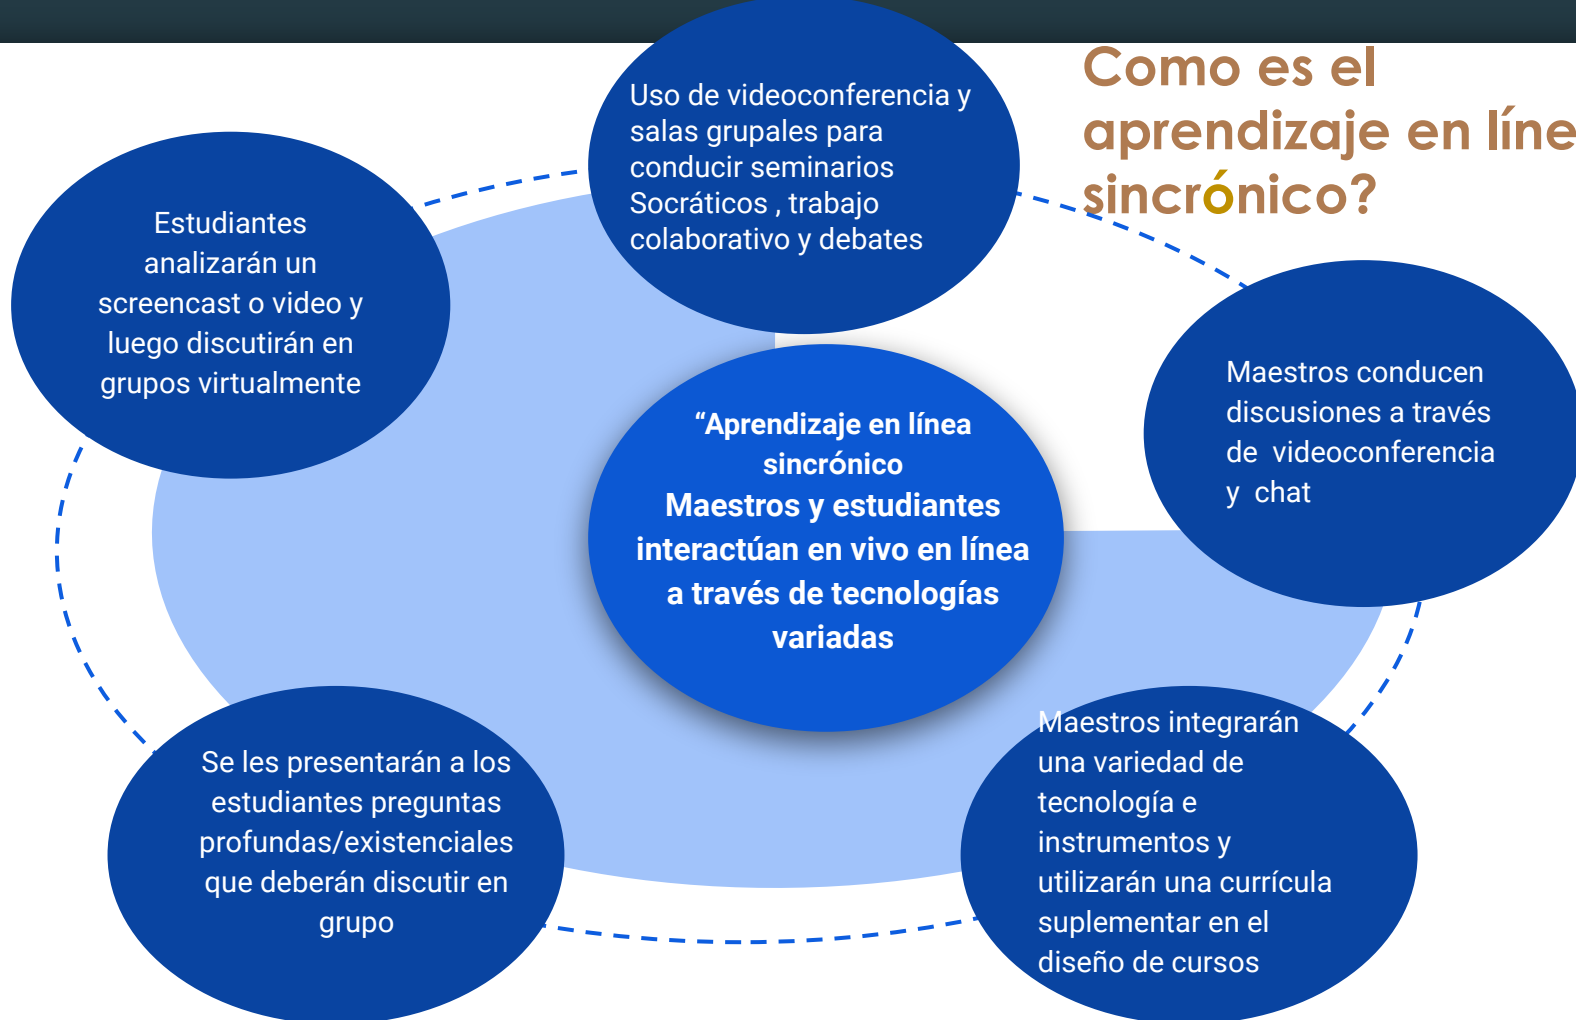 Como es el
aprendizaje en líne
sincrónico?
Uso de videoconferencia y
salas grupales para
conducir seminarios
Socráticos , trabajo
colaborativo y debates
Estudiantes
analizarán un
screencast o video y
luego discutirán en
grupos virtualmente
Maestros conducen
discusiones a través
de  videoconferencia
y  chat
“Aprendizaje en línea
sincrónico
Maestros y estudiantes
interactúan en vivo en línea
a través de tecnologías
variadas
Se les presentarán a los
estudiantes preguntas
profundas/existenciales
que deberán discutir en
grupo
Maestros integrarán
una variedad de
tecnología e
instrumentos y
utilizarán una currícula
suplementar en el
diseño de cursos